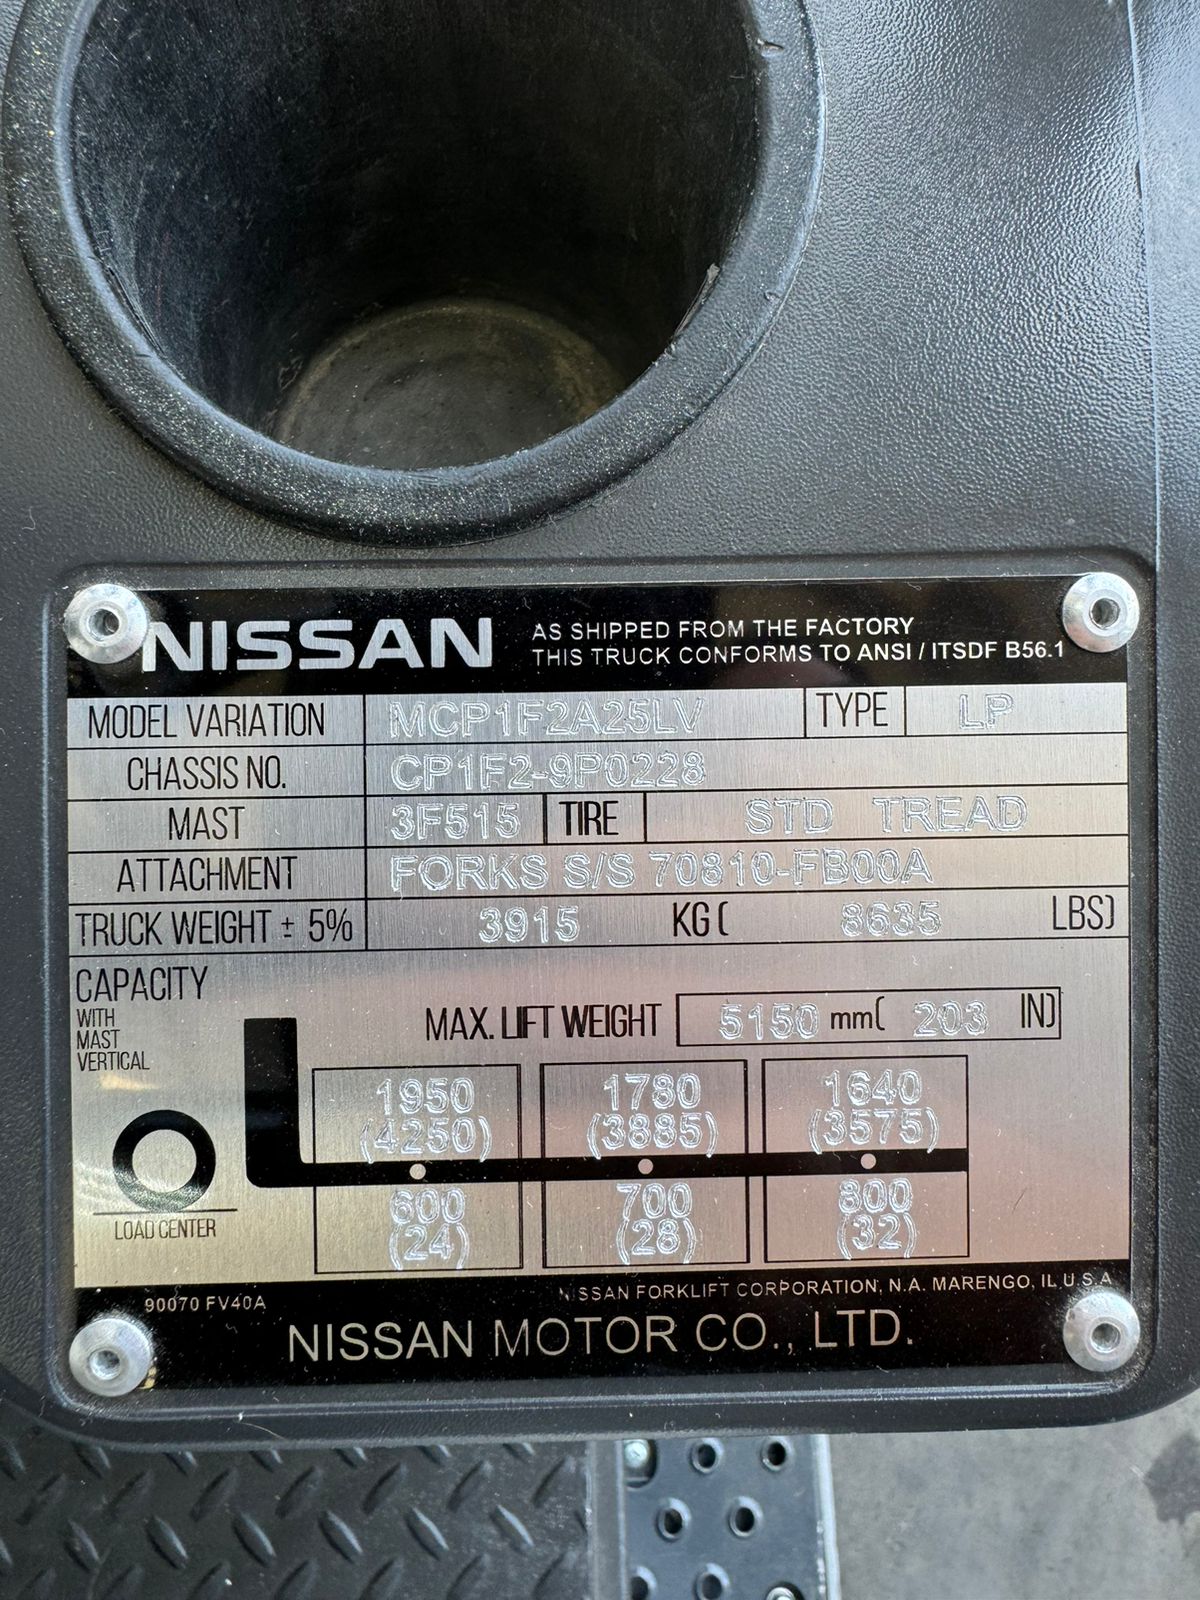 NISSAN
AS SHIPPED FROM THE FACTORY
THIS TRUCK CONFORMS TO ANSI / ITSDF B56.1
MODEL VARIATION MCP1F2A25LV TYPE LP
CHASSIS NO. CP1F2-9P0228
MAST 3F515 TIRE STD TREAD
ATTACHMENT FORKS S/S 70810-FB00A
TRUCK WEIGHT ± 5% 3915 KG ( 8635 LBS)
CAPACITY
WITH
MAST
VERTICAL
MAX. LIFT WEIGHT 5150 mm( 203 IN)
1950 1780 1640
(4250) (3885) (3575)
600 700 800
(24) (28) (32)
LOAD CENTER
90070 FV40A
NISSAN FORKLIFT CORPORATION, N.A. MARENGO, IL U.S.A
NISSAN MOTOR CO., LTD.